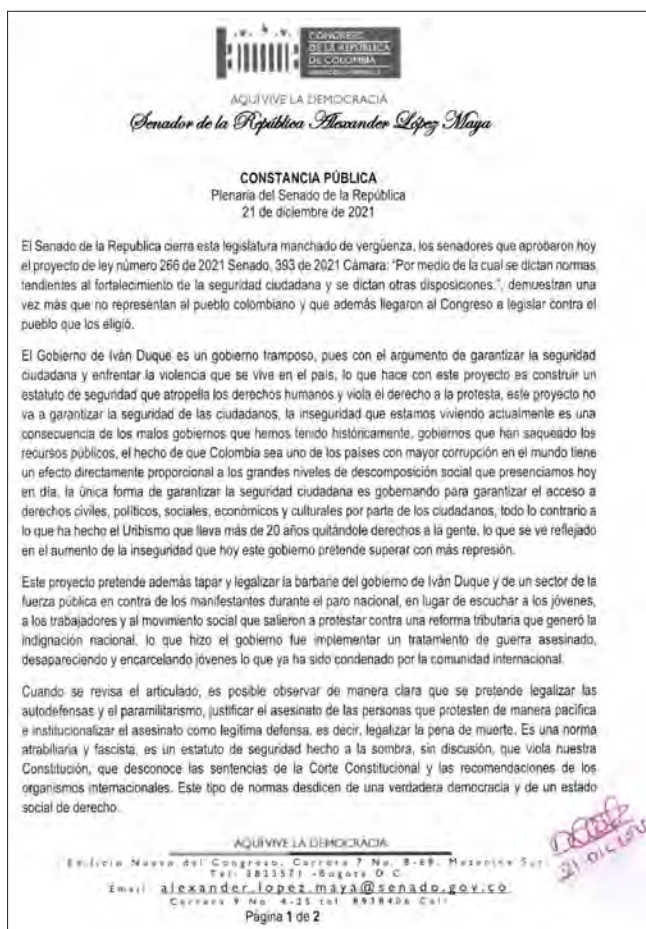 CONGRESO
DE LA REPÚBLICA
DE COLOMBIA
AQUÍ VIVE LA DEMOCRACIA
Senador de la República Alexander López Maya
CONSTANCIA PÚBLICA
Plenaria del Senado de la República
21 de diciembre de 2021
El Senado de la Republica cierra esta legislatura manchado de vergüenza, los senadores que aprobaron hoy
el proyecto de ley número 266 de 2021 Senado, 393 de 2021 Cámara: “Por medio de la cual se dictan normas
tendientes al fortalecimiento de la seguridad ciudadana y se dictan otras disposiciones.”, demuestran una
vez más que no representan al pueblo colombiano y que además llegaron al Congreso a legislar contra el
pueblo que los eligió.
El Gobierno de Iván Duque es un gobierno tramposo, pues con el argumento de garantizar la seguridad
ciudadana y enfrentar la violencia que se vive en el país, lo que hace con este proyecto es construir un
estatuto de seguridad que atropella los derechos humanos y viola el derecho a la protesta, este proyecto no
va a garantizar la seguridad de las ciudadanos, la inseguridad que estamos viviendo actualmente es una
consecuencia de los malos gobiernos que hemos tenido históricamente, gobiernos que han saqueado los
recursos públicos, el hecho de que Colombia sea uno de los países con mayor corrupción en el mundo tiene
un efecto directamente proporcional a los grandes niveles de descomposición social que presenciamos hoy
en día, la única forma de garantizar la seguridad ciudadana es gobernando para garantizar el acceso a
derechos civiles, políticos, sociales, económicos y culturales por parte de los ciudadanos, todo lo contrario a
lo que ha hecho el Uribismo que lleva más de 20 años quitándole derechos a la gente, lo que se ve reflejado
en el aumento de la inseguridad que hoy este gobierno pretende superar con más represión.
Este proyecto pretende además tapar y legalizar la barbarie del gobierno de Iván Duque y de un sector de la
fuerza pública en contra de los manifestantes durante el paro nacional, en lugar de escuchar a los jóvenes,
a los trabajadores y al movimiento social que salieron a protestar contra una reforma tributaria que generó la
indignación nacional, lo que hizo el gobierno fue implementar un tratamiento de guerra asesinado,
desapareciendo y encarcelando jóvenes lo que ya ha sido condenado por la comunidad internacional.
Cuando se revisa el articulado, es posible observar de manera clara que se pretende legalizar las
autodefensas y el paramilitarismo, justificar el asesinato de las personas que protesten de manera pacífica
e institucionalizar el asesinato como legítima defensa, es decir, legalizar la pena de muerte. Es una norma
atrabiliaria y fascista, es un estatuto de seguridad hecho a la sombra, sin discusión, que viola nuestra
Constitución, que desconoce las sentencias de la Corte Constitucional y las recomendaciones de los
organismos internacionales. Este tipo de normas desdicen de una verdadera democracia y de un estado
social de derecho.
AQUÍ VIVE LA DEMOCRACIA
Edificio Nuevo del Congreso, Carrera 7 No. 8-68, Mezanine Sur.
Tel: 3823571 -Bogotá D.C.
Email: alexander.lopez.maya@senado.gov.co
Carrera 9 No. 4-25 tel. 8938406 Cali
Página 1 de 2
21 DIC